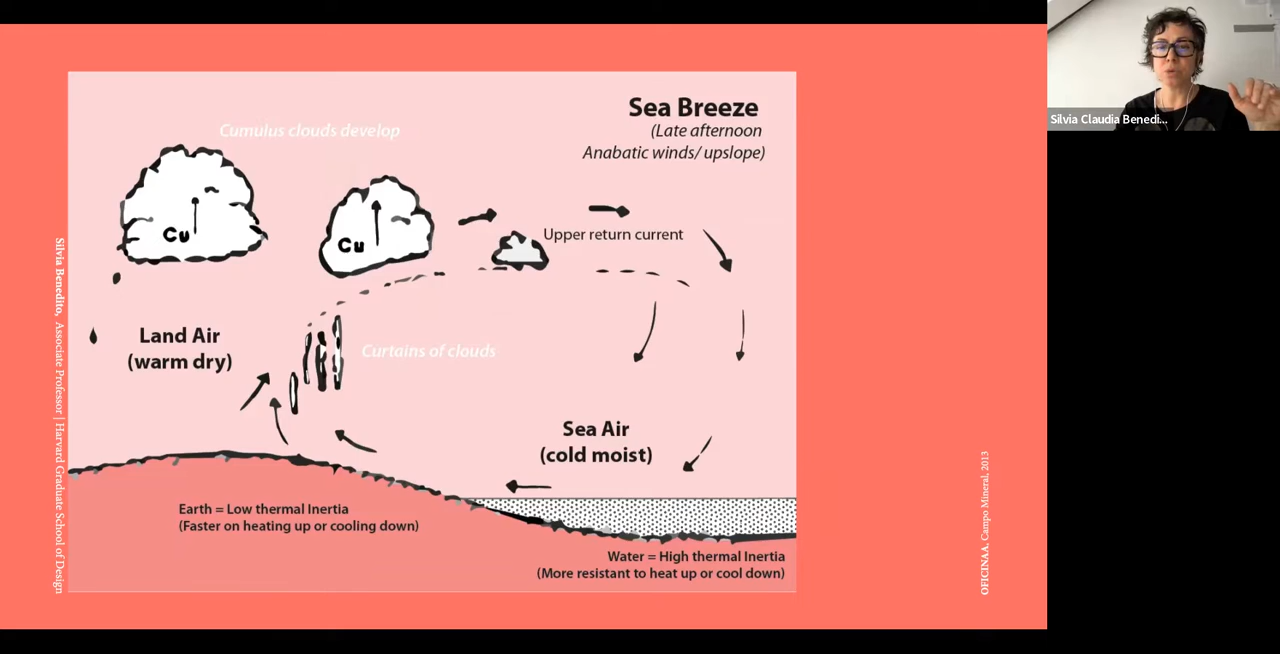 Sea Breeze
(Late afternoon
Anabatic winds/ upslope)
Cumulus clouds develop
Cu
Cu
Upper return current
Land Air
(warm dry)
Curtains of clouds
Sea Air
(cold moist)
Earth = Low thermal Inertia
(Faster on heating up or cooling down)
Water = High thermal Inertia
(More resistant to heat up or cool down)
Silvia Benedito, Associate Professor | Harvard Graduate School of Design
OFICINAA, Campo Mineral, 2013
Silvia Claudia Benedi...